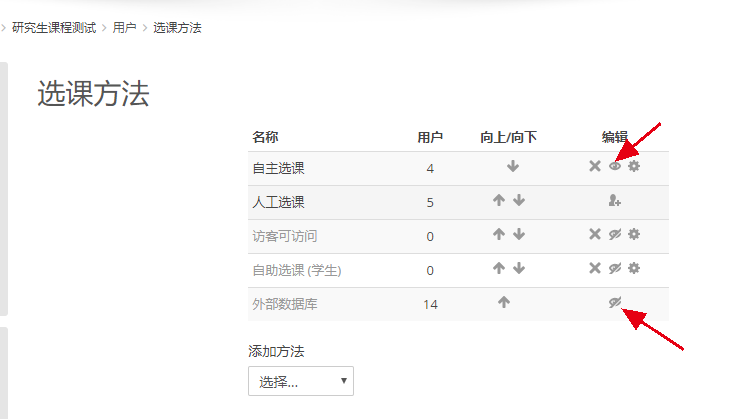 研究生课程测试 > 用户 > 选课方法
选课方法
名称 用户 向上/向下 编辑
自主选课 4
人工选课 5
访客可访问 0
自助选课 (学生) 0
外部数据库 14
添加方法
选择...